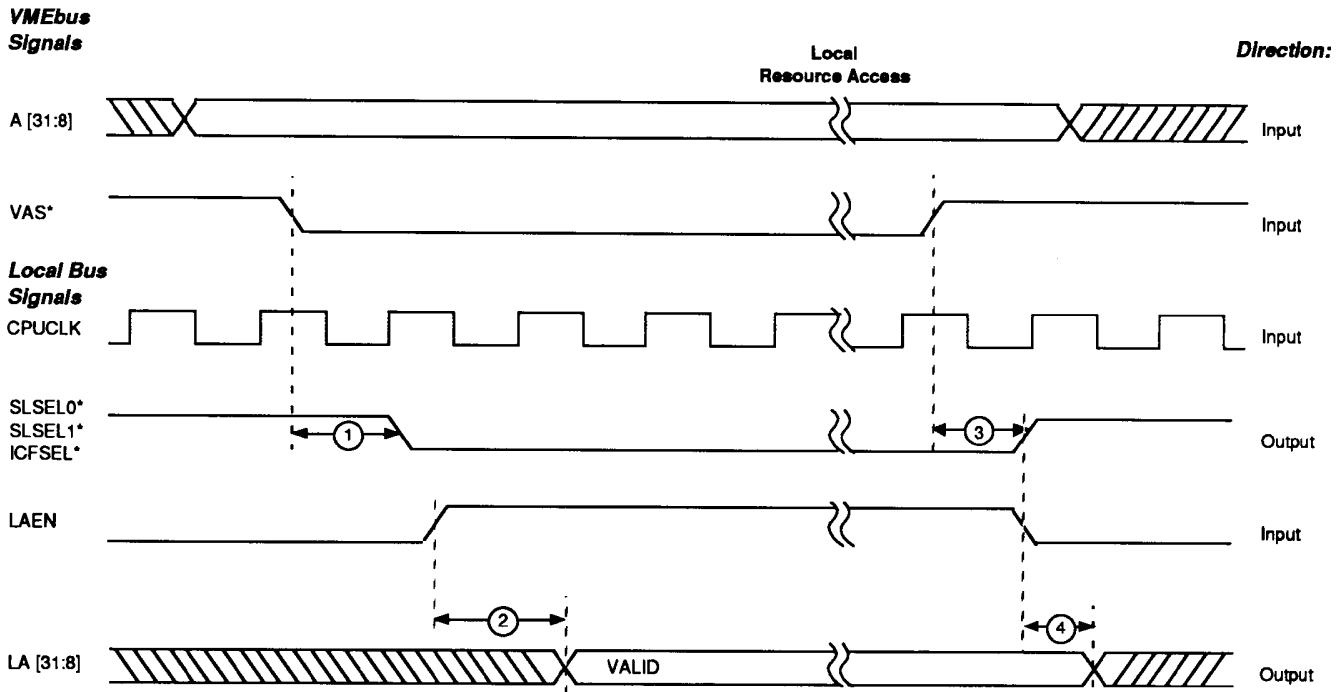 VMEbus
Signals
Local
Resource Access
Direction:
A [31:8]
Input
VAS*
Input
Local Bus
Signals
CPUCLK
Input
SLSEL0*
SLSEL1*
ICFSEL*
1
3
Output
LAEN
Input
2
4
LA [31:8]
VALID
Output